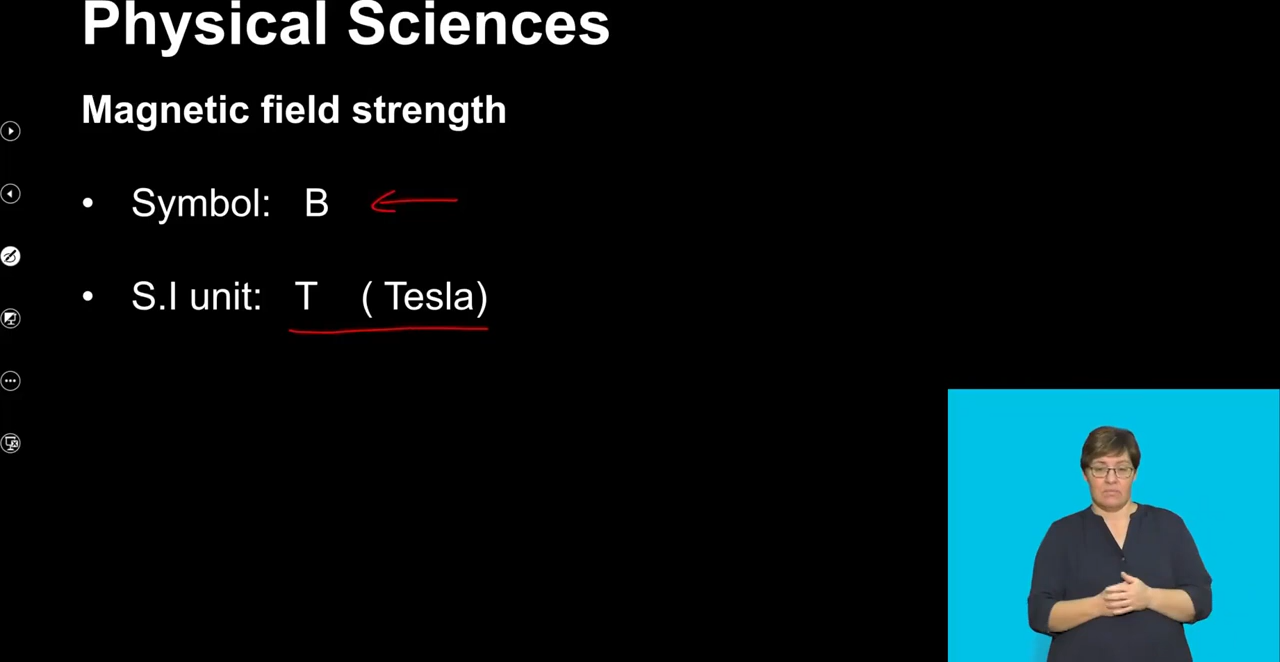 Physical Sciences
Magnetic field strength
• Symbol: B
• S.I unit: T ( Tesla)